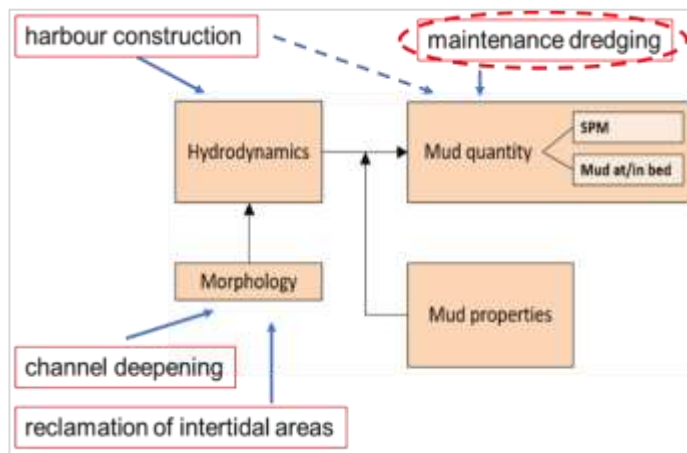 harbour construction
maintenance dredging
Hydrodynamics
Mud quantity
SPM
Mud at/in bed
Morphology
Mud properties
channel deepening
reclamation of intertidal areas